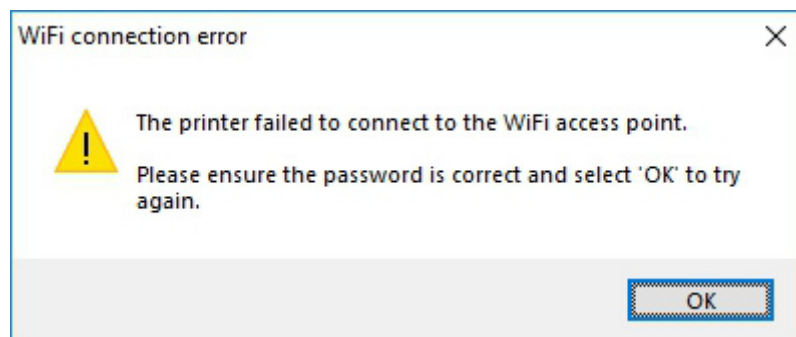 WiFi connection error
The printer failed to connect to the WiFi access point.
Please ensure the password is correct and select 'OK' to try
again.
OK